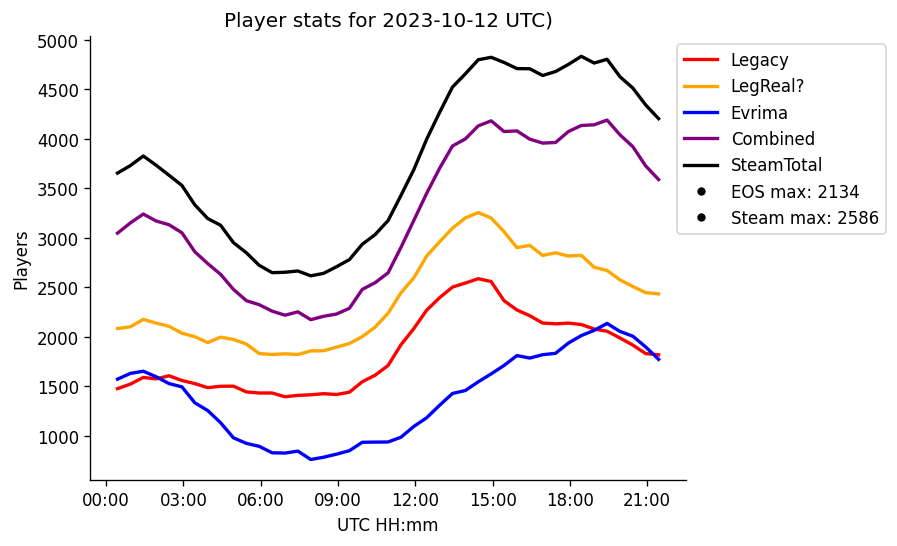 Player stats for 2023-10-12 UTC)
5000
4500
4000
3500
3000
2500
2000
1500
1000
Players
00:00 03:00 06:00 09:00 12:00 15:00 18:00 21:00
UTC HH:mm
Legacy
LegReal?
Evrima
Combined
SteamTotal
EOS max: 2134
Steam max: 2586